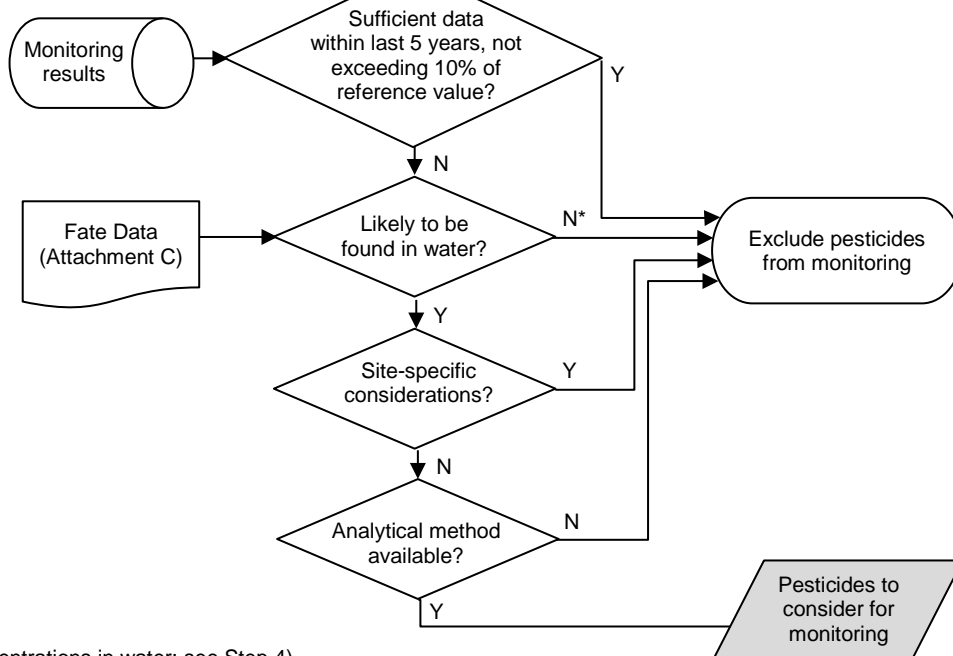 Sufficient data
within last 5 years, not
exceeding 10% of
reference value?
Monitoring
results
Y
N
Fate Data
(Attachment C)
Likely to be
found in water?
N*
Exclude pesticides
from monitoring
Y
Site-specific
considerations?
Y
N
Analytical method
available?
N
Y
Pesticides to
consider for
monitoring
in water: see Step 4)